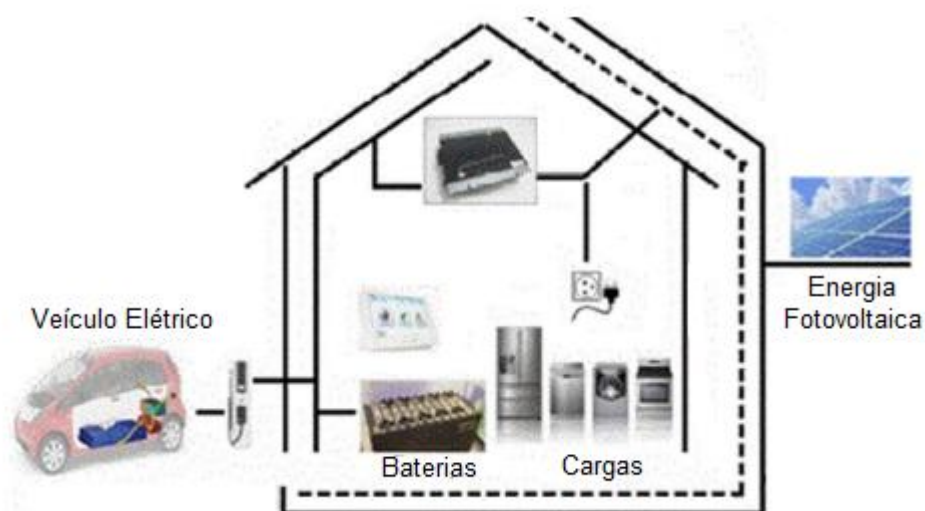 Veículo Elétrico
Energia
Fotovoltaica
Baterias
Cargas